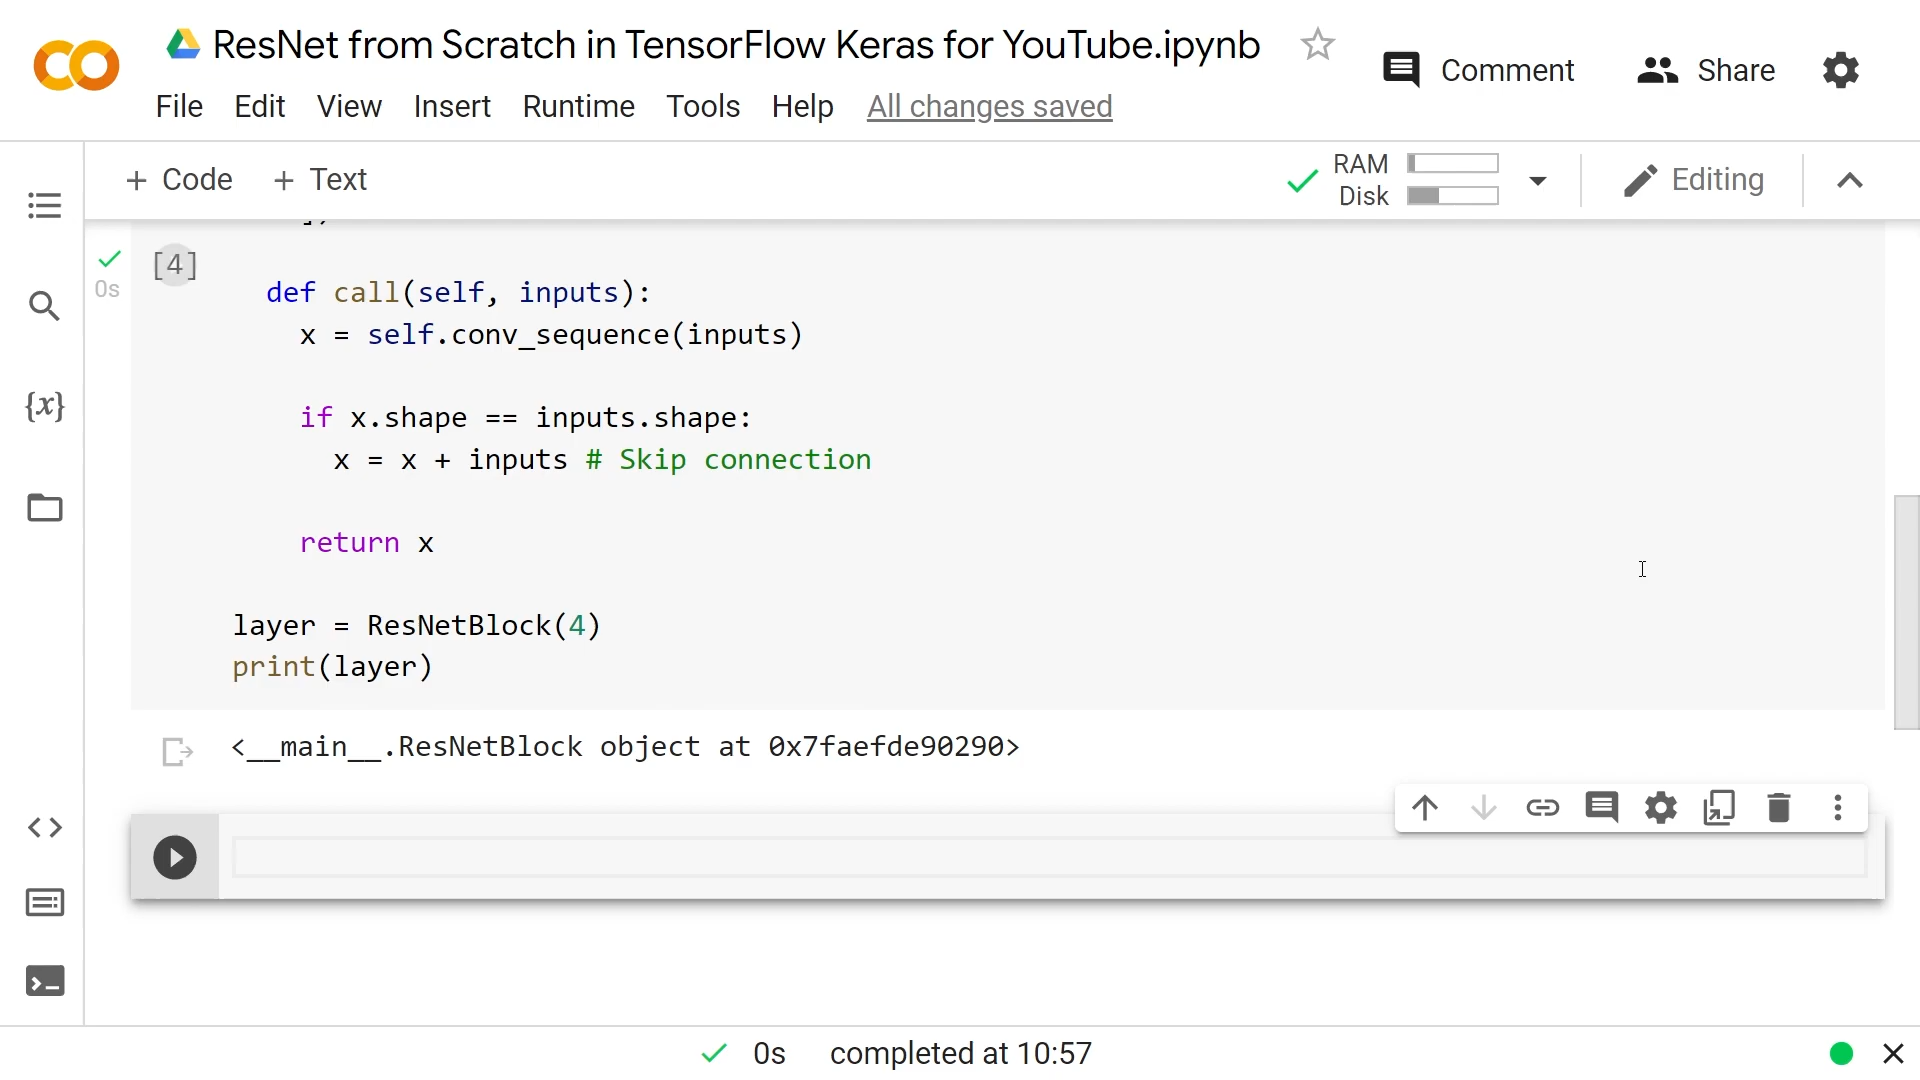 ResNet from Scratch in TensorFlow Keras for YouTube.ipynb
Comment
Share
File Edit View Insert Runtime Tools Help All changes saved
+ Code + Text
RAM
Disk
Editing
[4]
0s
def call(self, inputs):
x = self.conv_sequence(inputs)
if x.shape == inputs.shape:
x = x + inputs # Skip connection
return x
layer = ResNetBlock(4)
print(layer)
<__main__.ResNetBlock object at 0x7faefde90290>
{x}
0s completed at 10:57